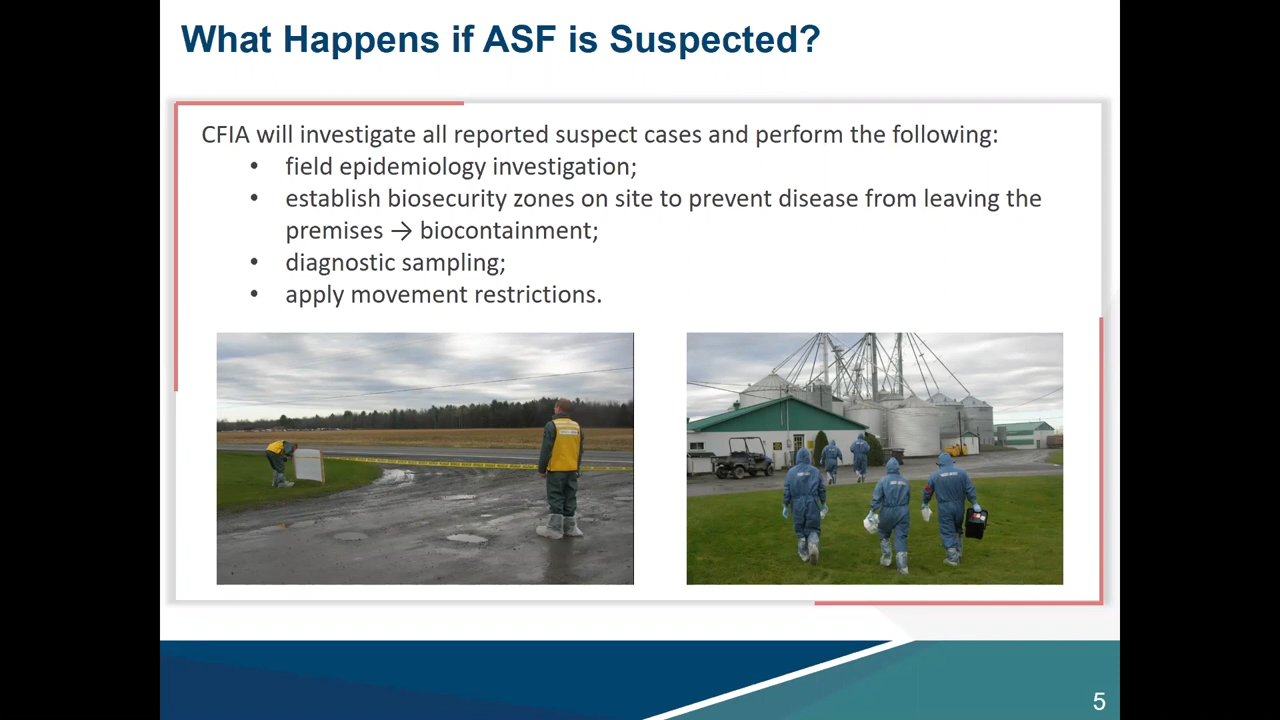 What Happens if ASF is Suspected?
CFIA will investigate all reported suspect cases and perform the following:
• field epidemiology investigation;
• establish biosecurity zones on site to prevent disease from leaving the
premises → biocontainment;
• diagnostic sampling;
• apply movement restrictions.
5